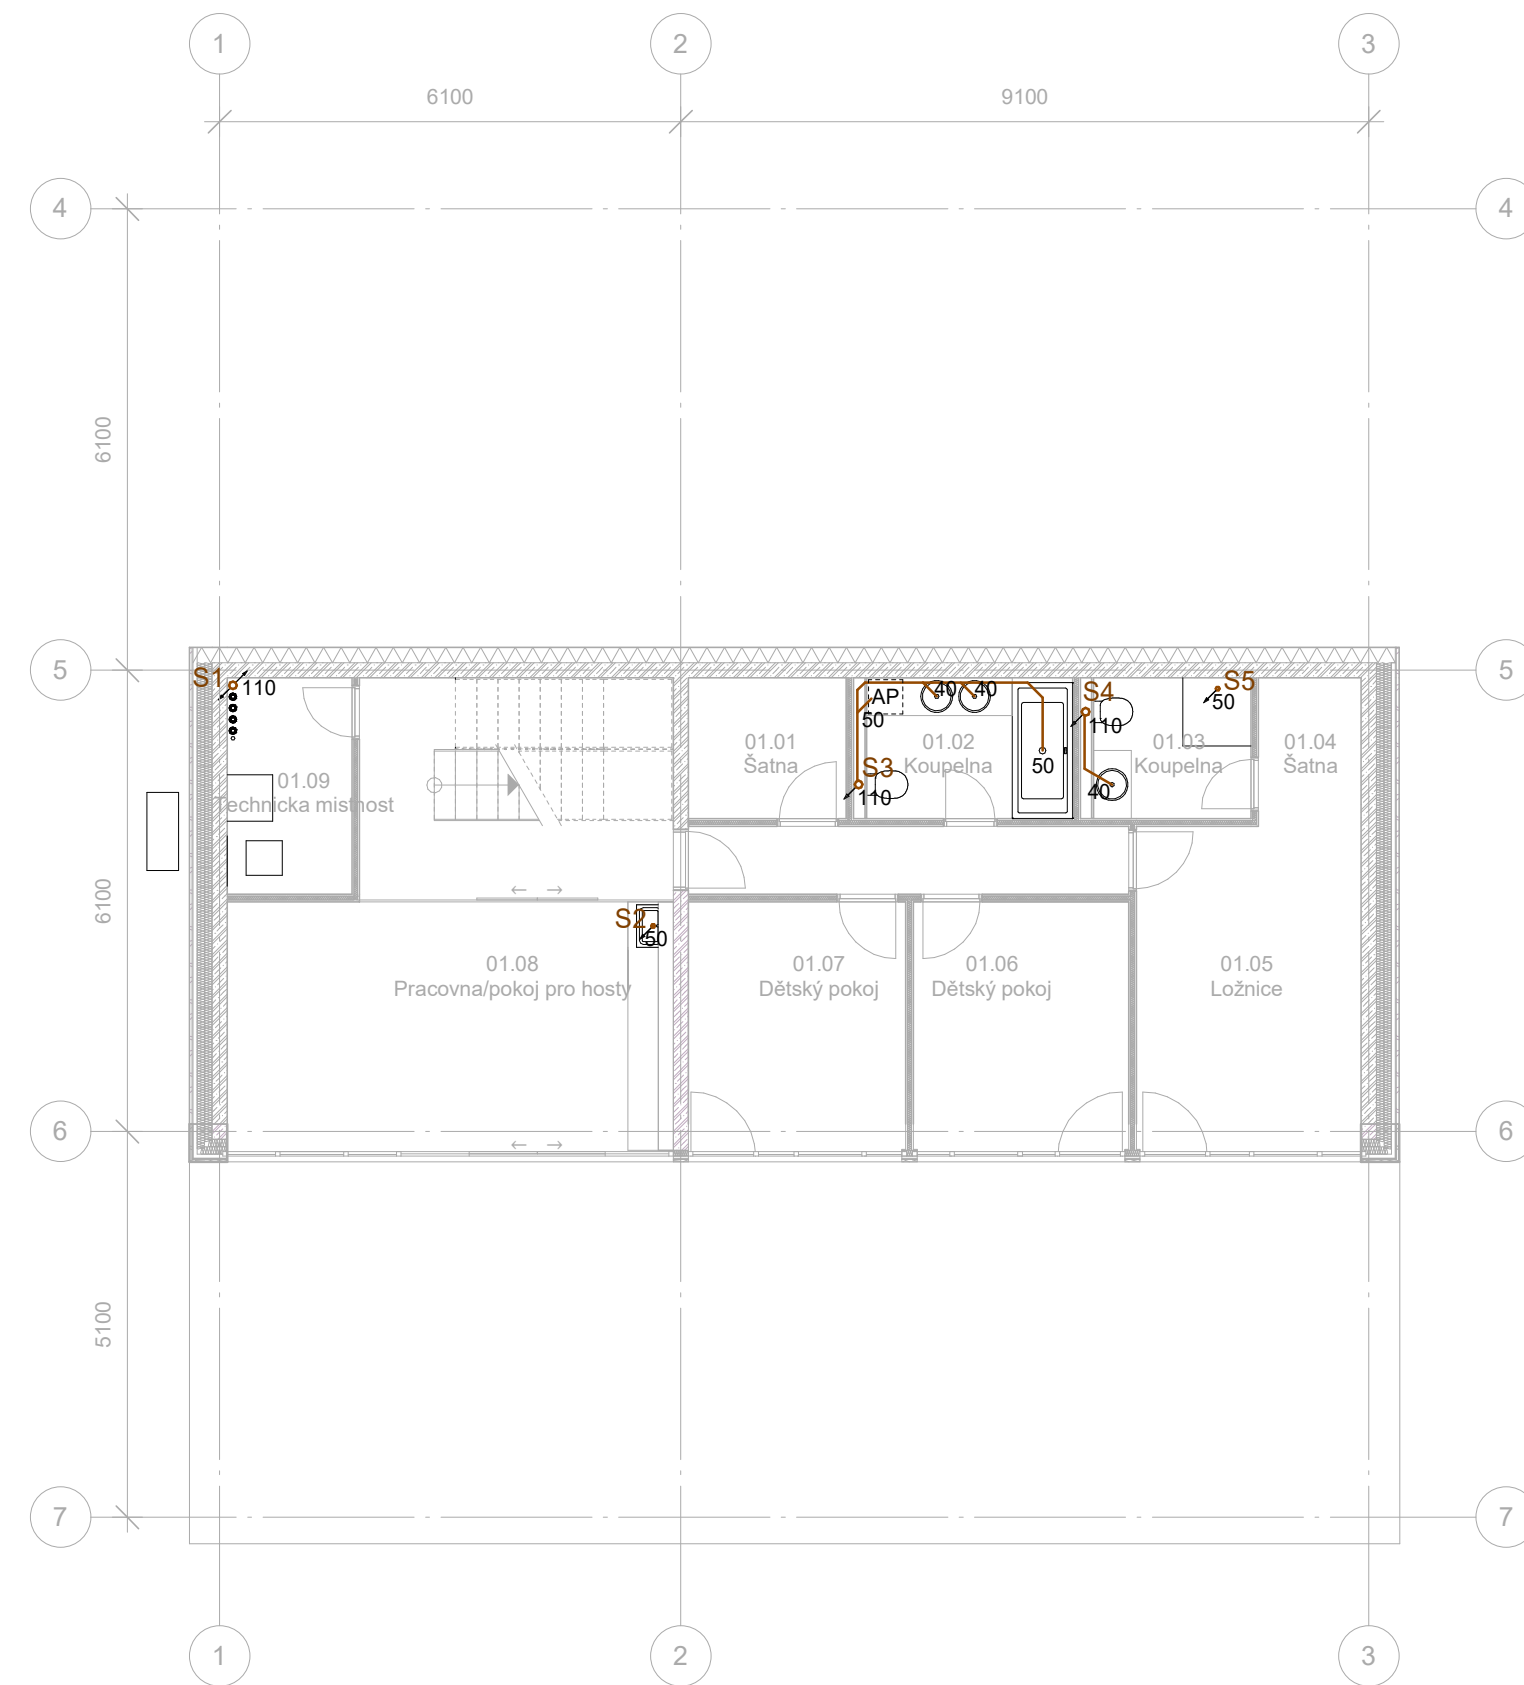 1
2
3
6100
9100
4
4
6100
5
5
S1
110
AP
40
40
50
S4
110
S5
50
01.01
Šatna
01.02
Koupelna
01.03
Koupelna
01.04
Šatna
50
S3
110
40
01.09
Technicka mistnost
6100
S2
50
01.08
Pracovna/pokoj pro hosty
01.07
Dětský pokoj
01.06
Dětský pokoj
01.05
Ložnice
6
6
5100
7
7
1
2
3